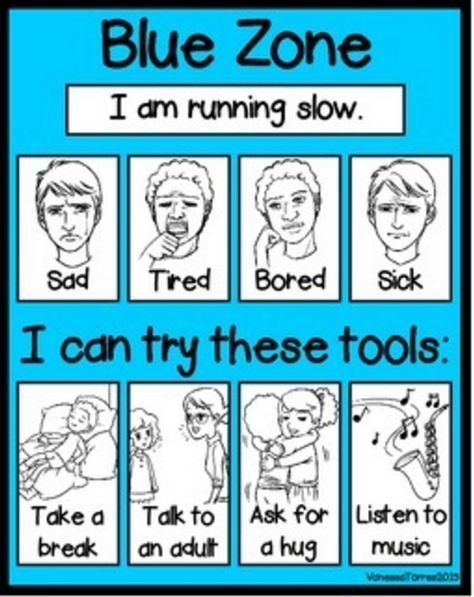 Blue Zone
I am running slow.
Sad
Tired
Bored
Sick
I can try these tools:
Take a
break
Talk to
an adult
Ask for
a hug
Listen to
music
VanessaTorres2015